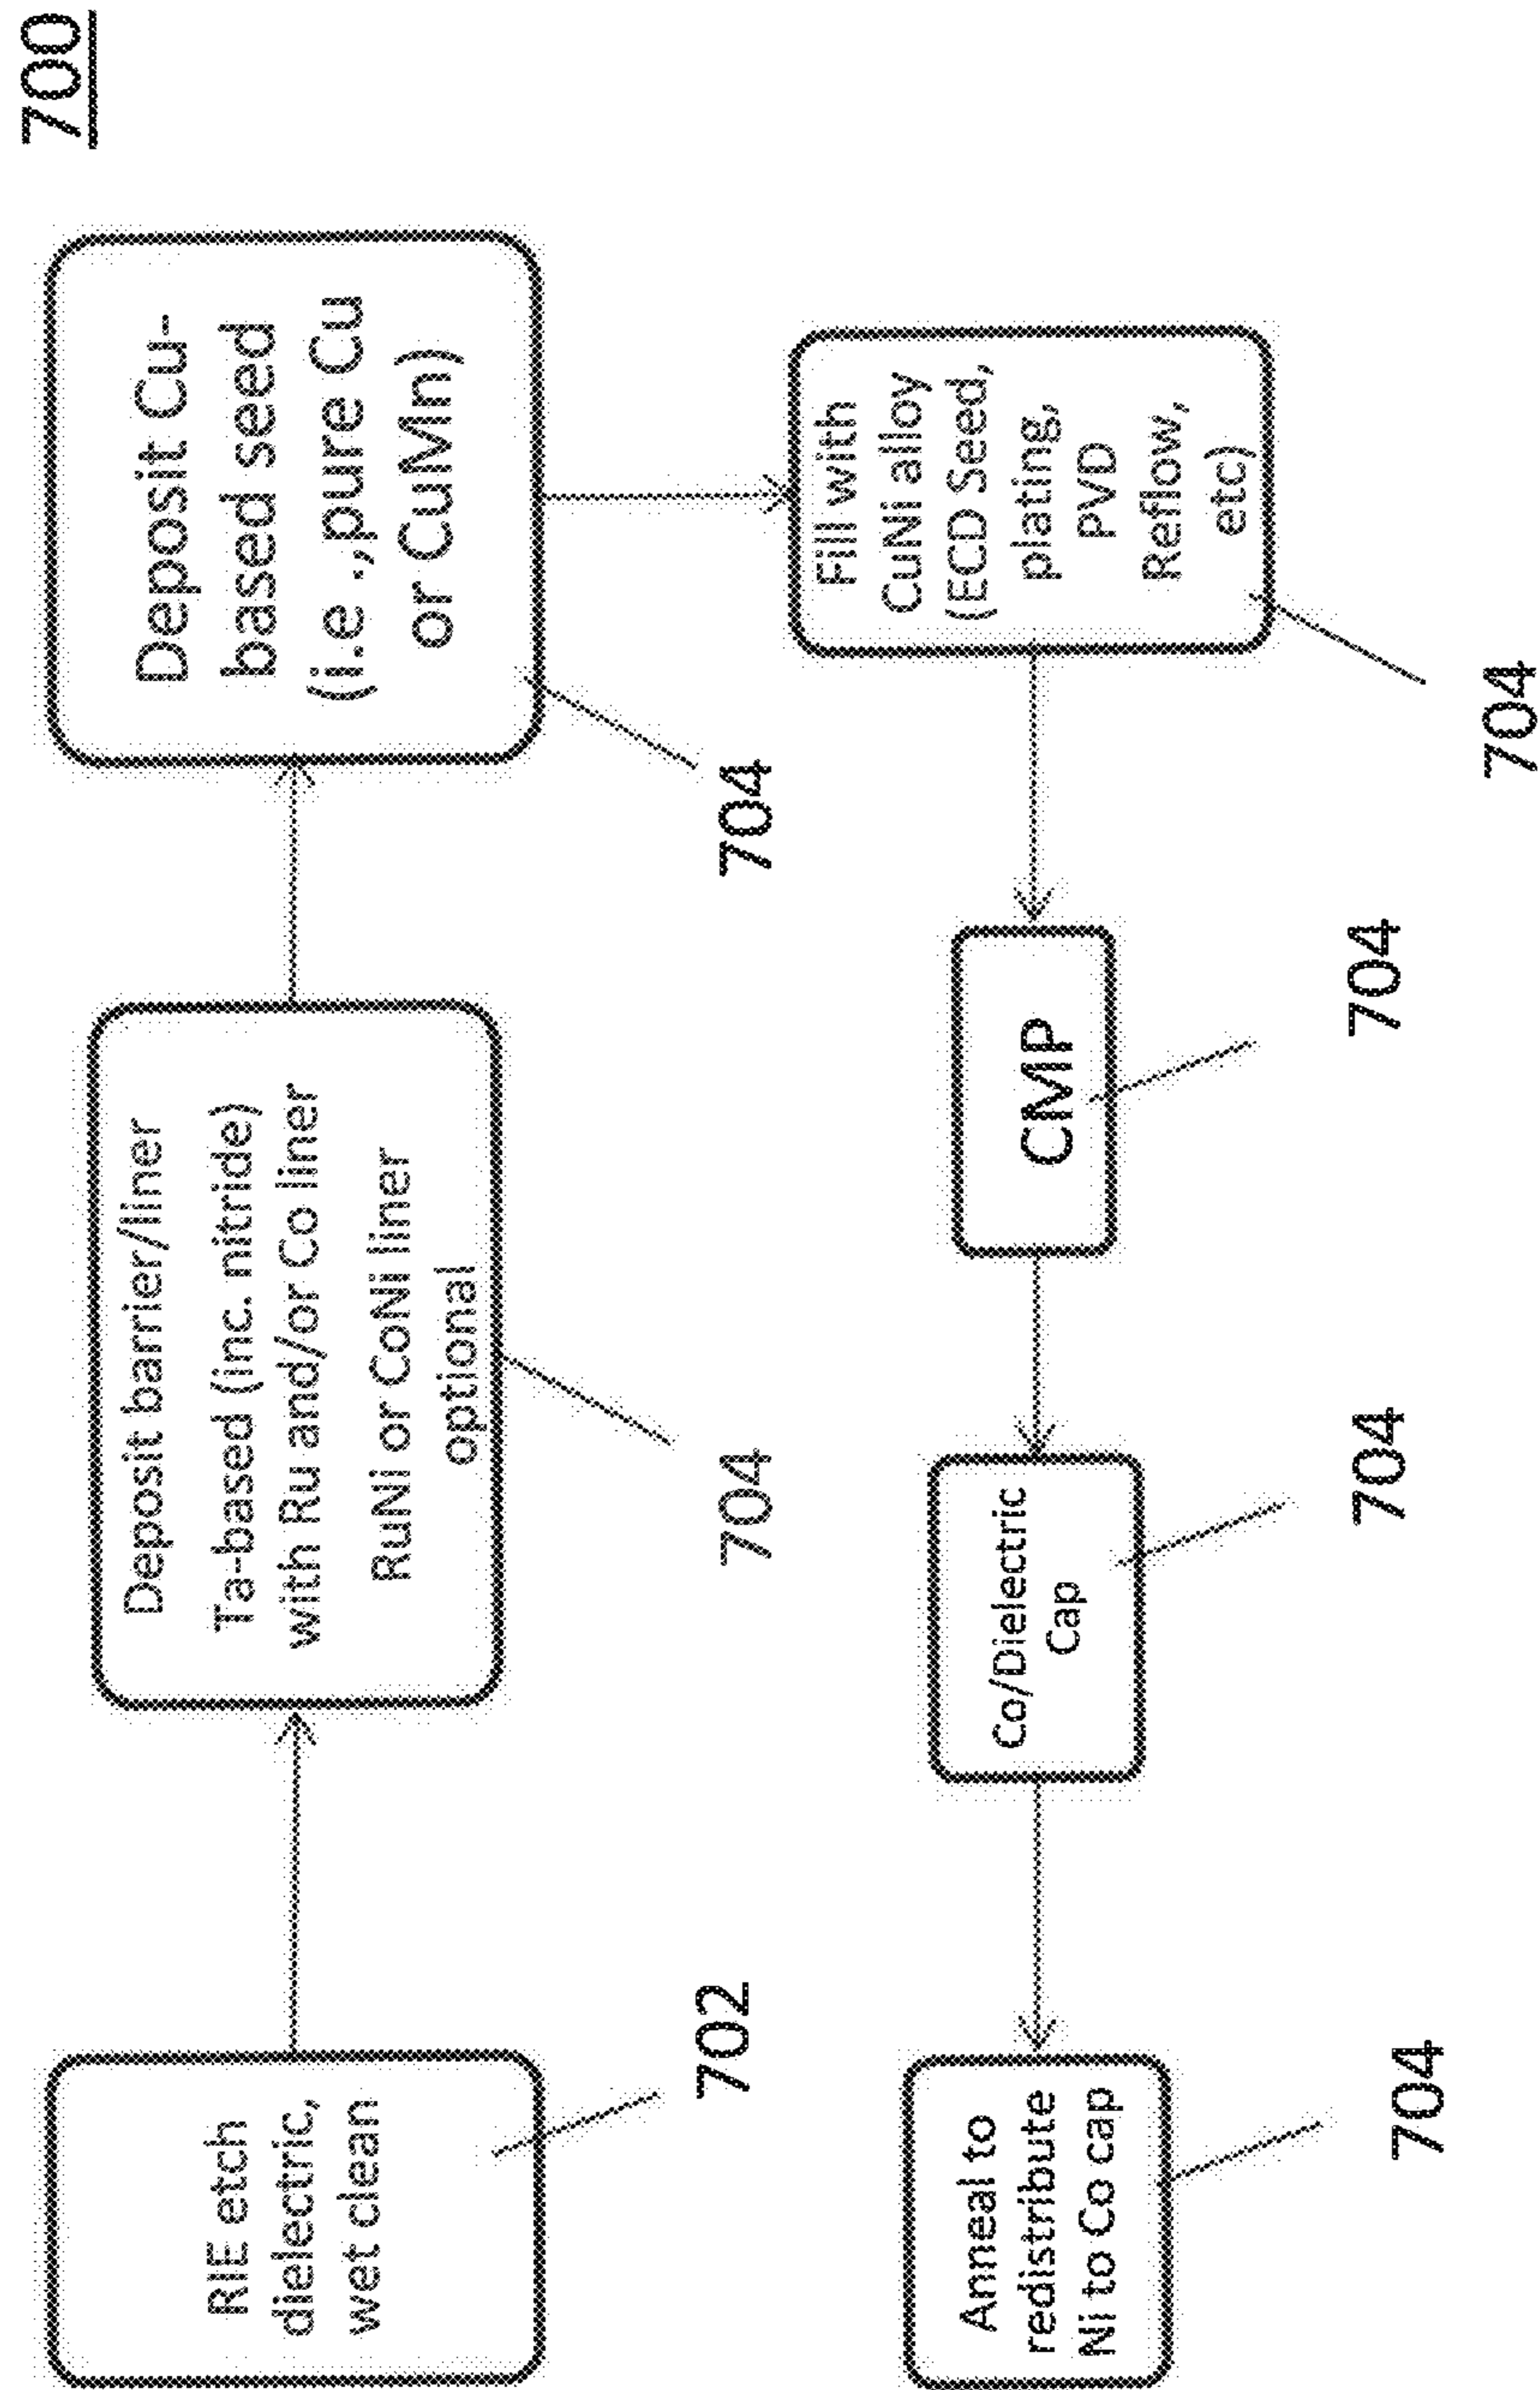 700
RIE etch
dielectric,
wet clean
702
Deposit barrier/liner
Ta-based (inc. nitride)
with Ru and/or Co liner
RuNi or CoNi liner
optional
704
Deposit Cu-
based seed
(i.e .,pure Cu
or CuMn)
704
Fill with
CuNi alloy
(ECD Seed,
plating,
PVD
Reflow,
etc)
704
CMP
704
Co/Dielectric
Cap
704
Anneal to
redistribute
Ni to Co cap
704